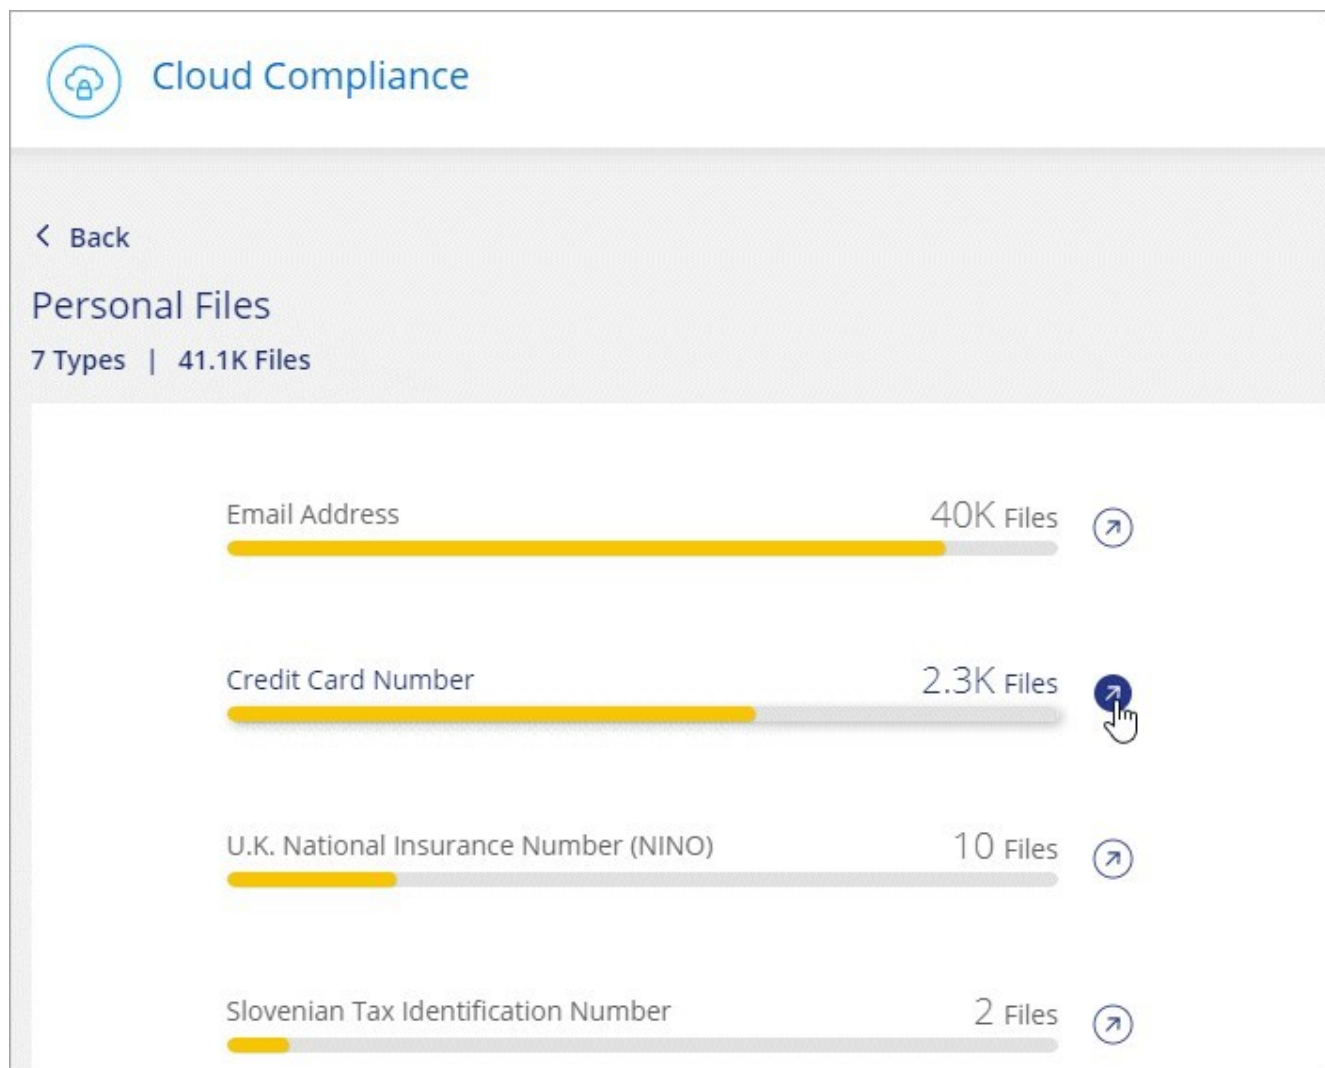 Cloud Compliance
Back
Personal Files
7 Types | 41.1K Files
Email Address 40K Files
Credit Card Number 2.3K Files
U.K. National Insurance Number (NINO) 10 Files
Slovenian Tax Identification Number 2 Files